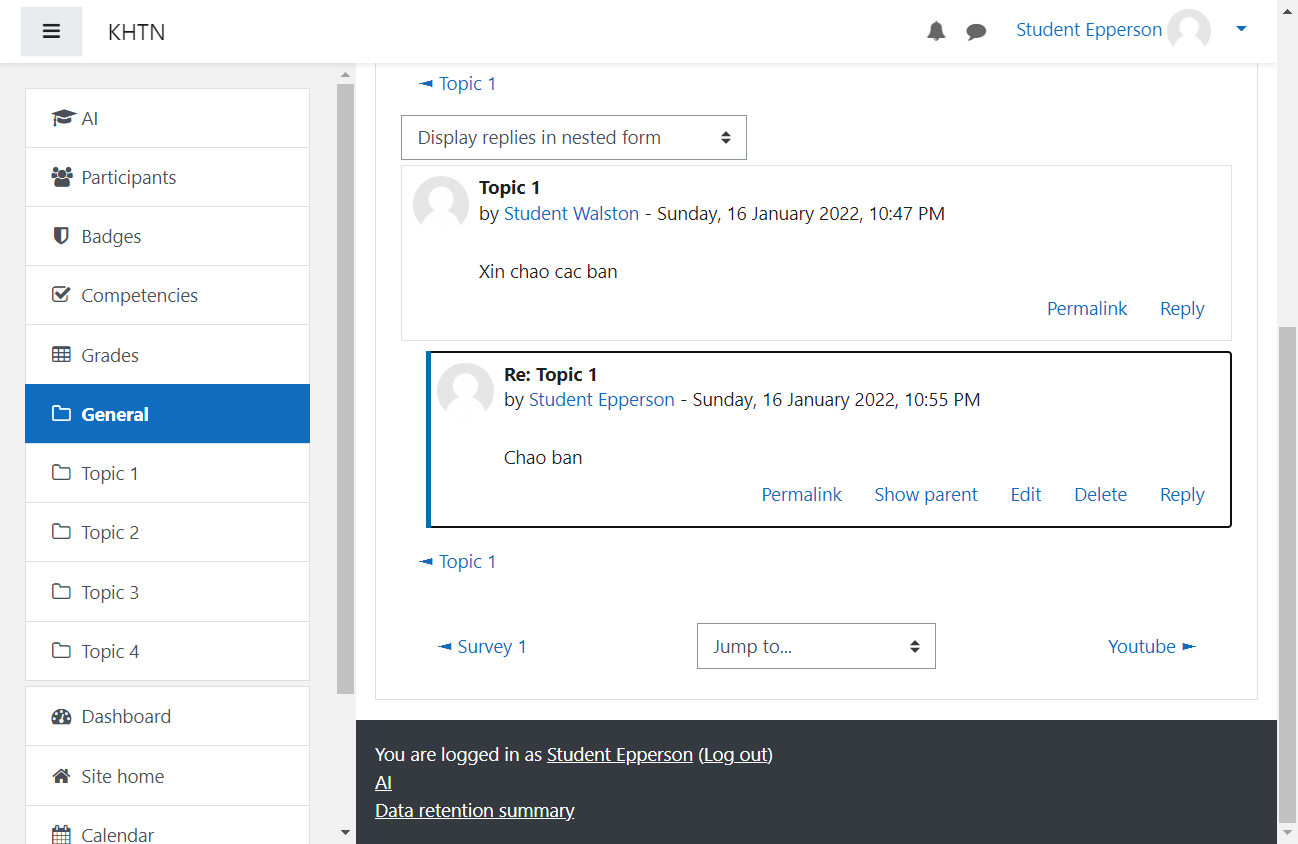 KHTN
Student Epperson
AI
Participants
Badges
Competencies
Grades
General
Topic 1
Topic 2
Topic 3
Topic 4
Dashboard
Site home
Calendar
◄ Topic 1
Display replies in nested form
Topic 1
by Student Walston - Sunday, 16 January 2022, 10:47 PM
Xin chao cac ban
Permalink Reply
Re: Topic 1
by Student Epperson - Sunday, 16 January 2022, 10:55 PM
Chao ban
Permalink Show parent Edit Delete Reply
◄ Topic 1
◄ Survey 1
Jump to...
Youtube ►
You are logged in as Student Epperson (Log out)
AI
Data retention summary